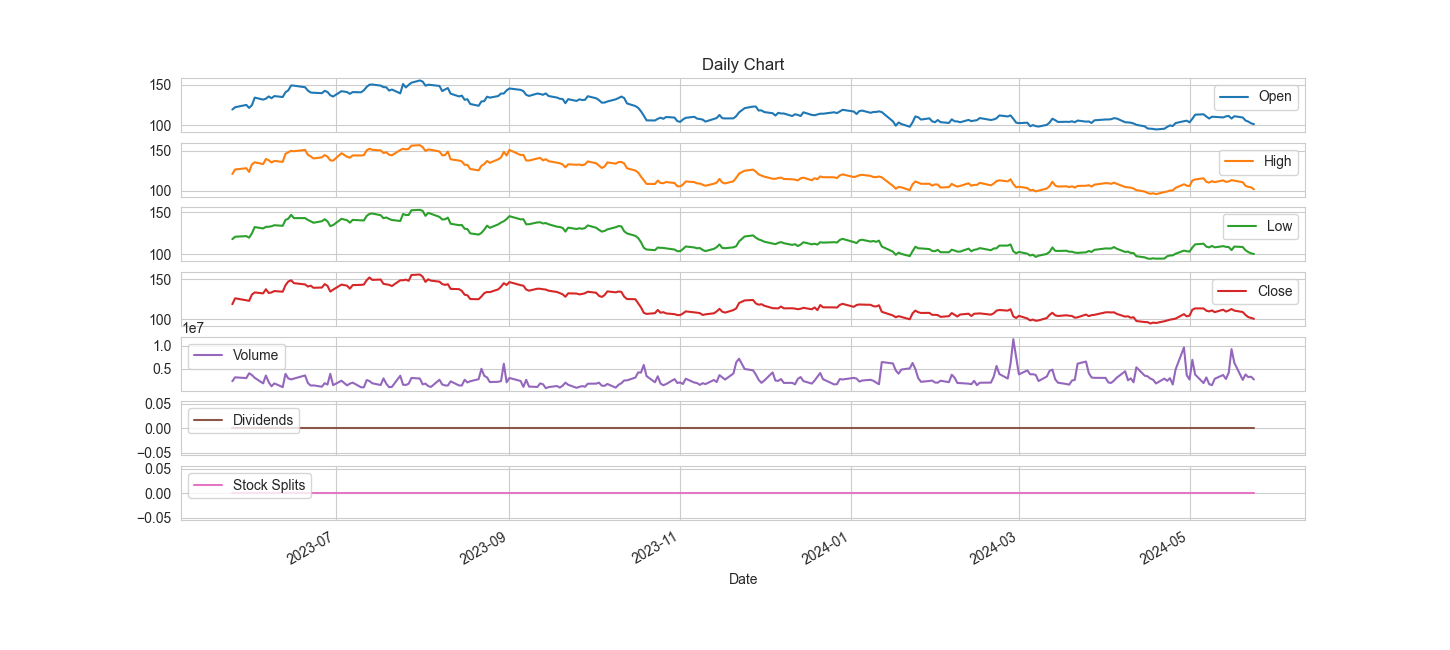 Daily Chart
150
100
Open
150
100
High
150
100
Low
150
100
Close
1e7
1.0
0.5
Volume
0.05
0.00
−0.05
Dividends
0.05
0.00
−0.05
Stock Splits
2023-07
2023-09
2023-11
2024-01
2024-03
2024-05
Date